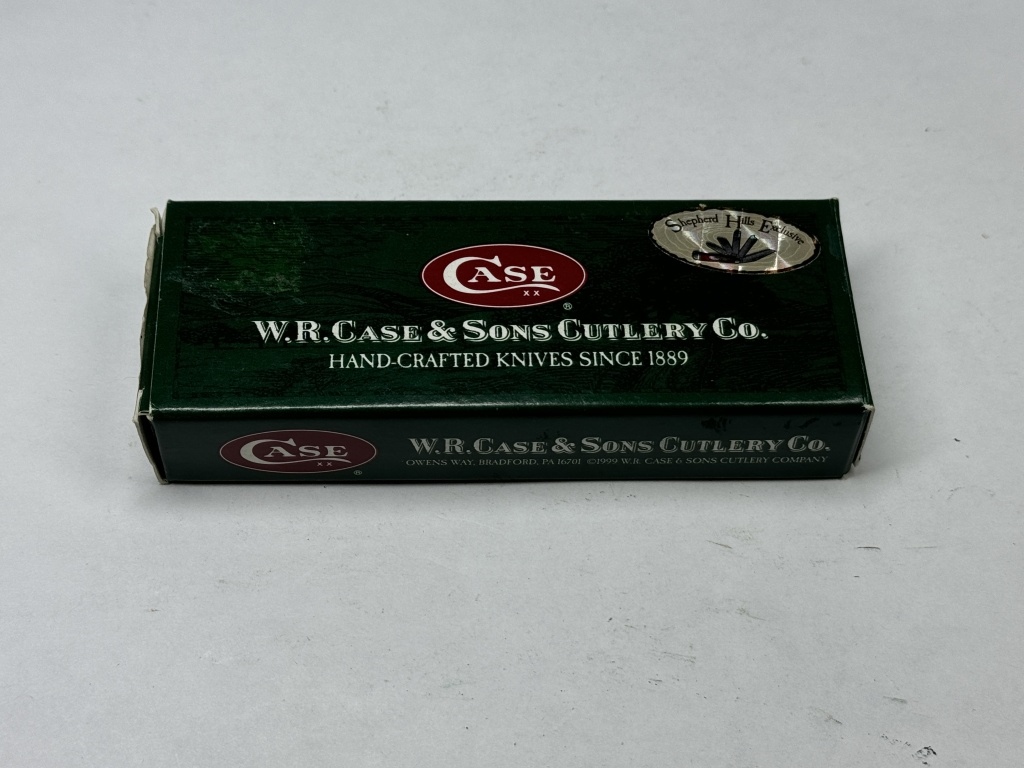 Shepherd Hills Exclusive
CASE
XX
®
W.R. CASE & SONS CUTLERY CO.
HAND-CRAFTED KNIVES SINCE 1889
CASE
XX
®
W.R. CASE & SONS CUTLERY CO.
OWENS WAY, BRADFORD, PA 16701 ©1999 W.R. CASE & SONS CUTLERY COMPANY